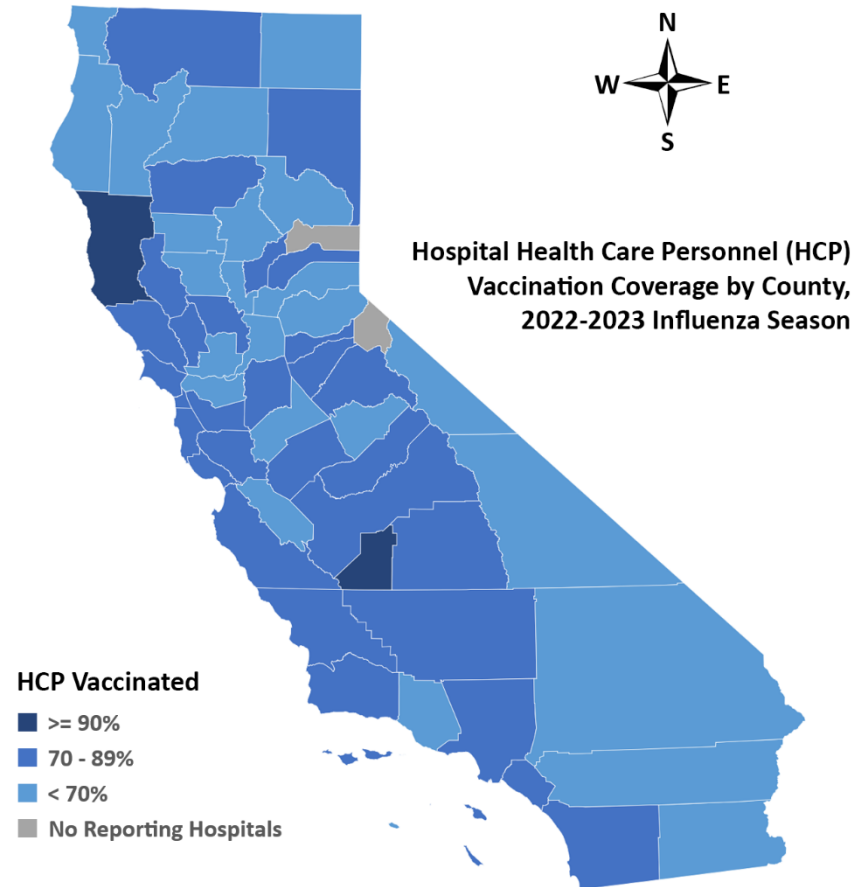 N
W E
S
Hospital Health Care Personnel (HCP)
Vaccination Coverage by County,
2022-2023 Influenza Season
HCP Vaccinated
>= 90%
70 - 89%
< 70%
No Reporting Hospitals